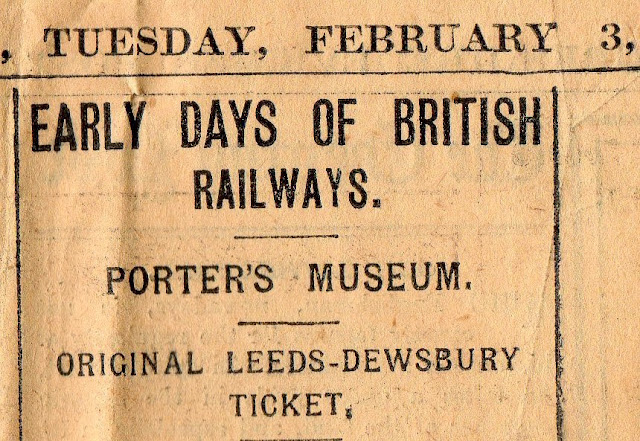 , TUESDAY, FEBRUARY 3,
EARLY DAYS OF BRITISH
RAILWAYS.
PORTER'S MUSEUM.
ORIGINAL LEEDS-DEWSBURY
TICKET.